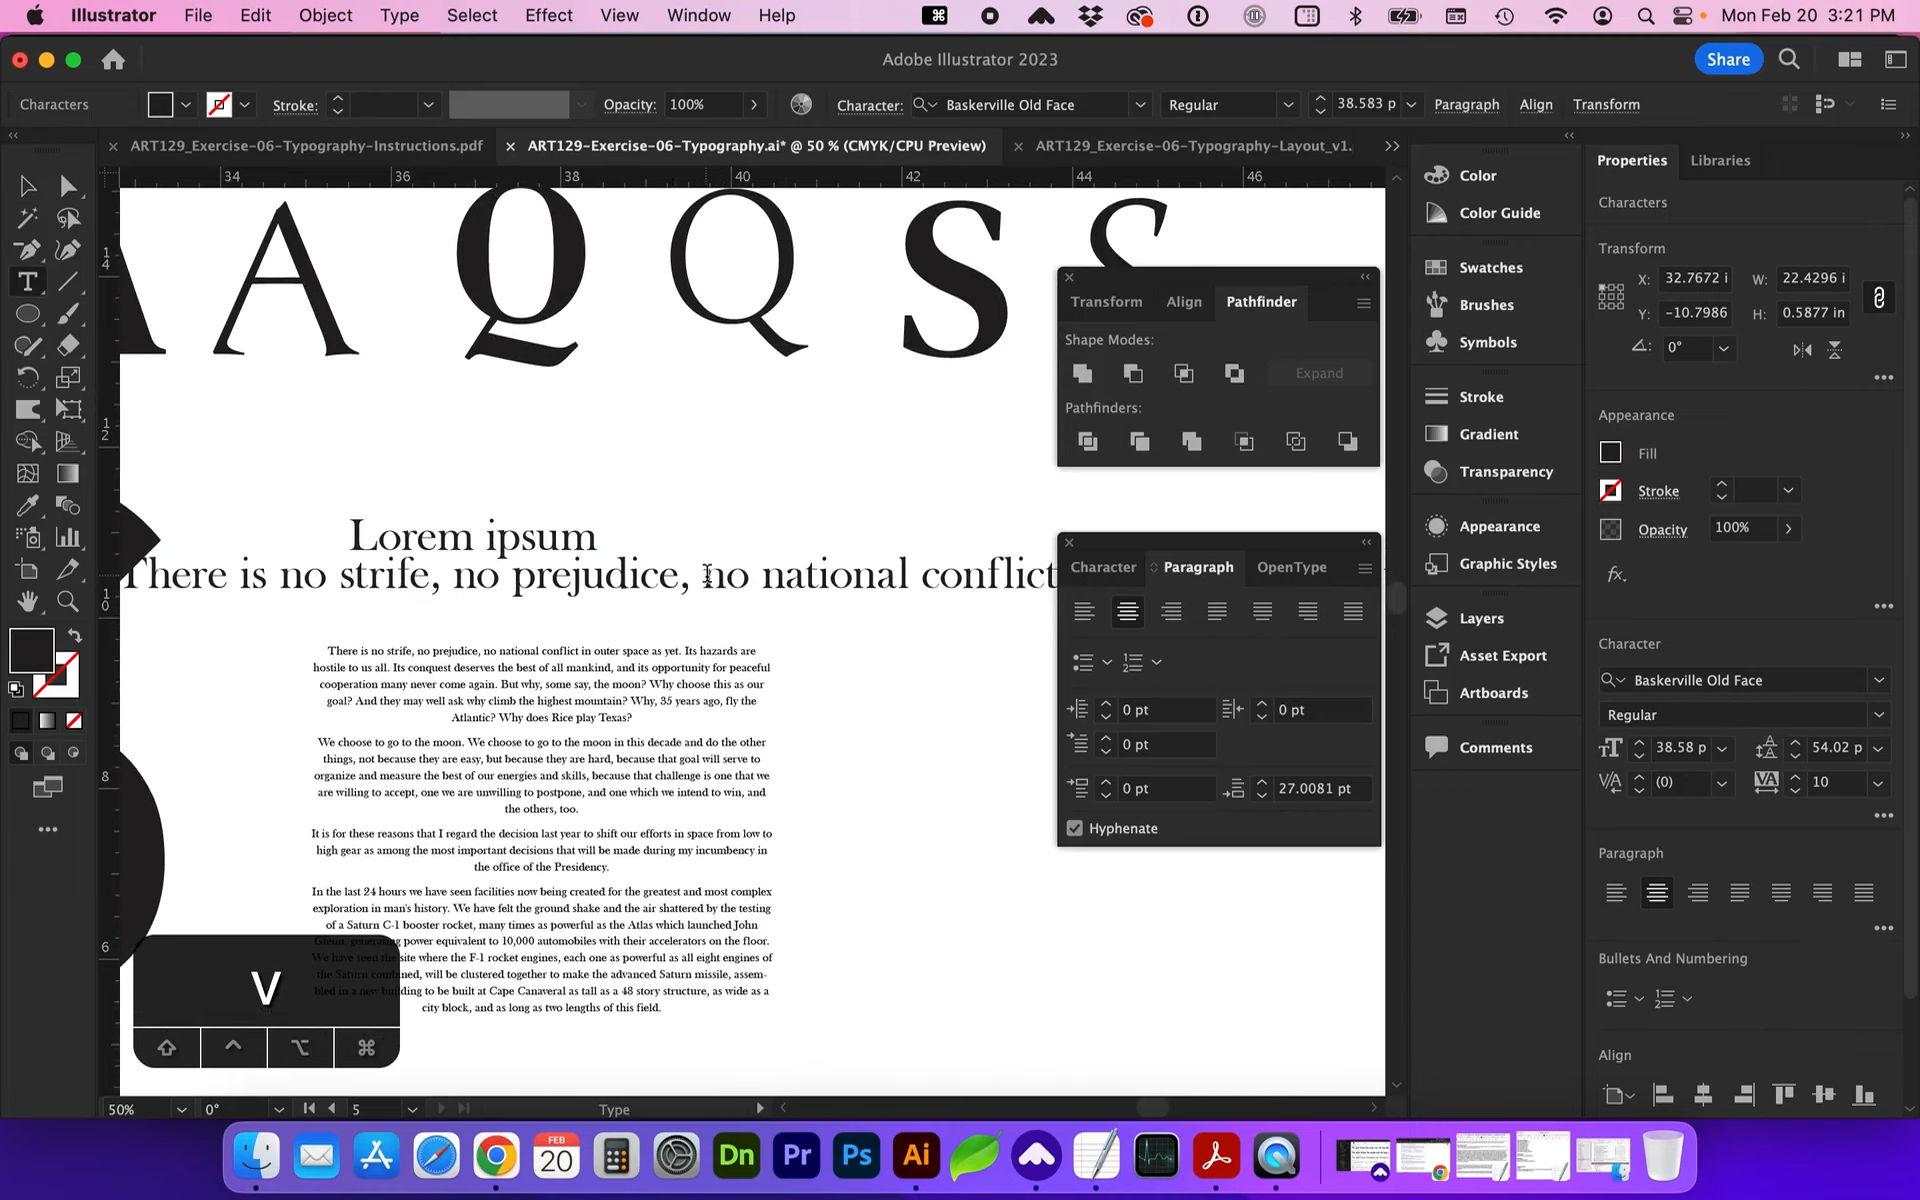 Illustrator File Edit Object Type Select Effect View Window Help
Mon Feb 20 3:21 PM
Adobe Illustrator 2023
Share
Characters
Stroke:
Opacity: 100%
Character: Baskerville Old Face
Regular
38.583 p
Paragraph Align Transform
ART129_Exercise-06-Typography-Instructions.pdf
ART129-Exercise-06-Typography.ai* @ 50 % (CMYK/CPU Preview)
ART129_Exercise-06-Typography-Layout_v1.
34 36 38 40 42 44 46
A Q Q S S
Lorem ipsum
There is no strife, no prejudice, no national conflict
There is no strife, no prejudice, no national conflict in outer space as yet. Its hazards are
hostile to us all. Its conquest deserves the best of all mankind, and its opportunity for peaceful
cooperation many never come again. But why, some say, the moon? Why choose this as our
goal? And they may well ask why climb the highest mountain? Why, 35 years ago, fly the
Atlantic? Why does Rice play Texas?
We choose to go to the moon. We choose to go to the moon in this decade and do the other
things, not because they are easy, but because they are hard, because that goal will serve to
organize and measure the best of our energies and skills, because that challenge is one that we
are willing to accept, one we are unwilling to postpone, and one which we intend to win, and
the others, too.
It is for these reasons that I regard the decision last year to shift our efforts in space from low to
high gear as among the most important decisions that will be made during my incumbency in
the office of the Presidency.
In the last 24 hours we have seen facilities now being created for the greatest and most complex
exploration in man's history. We have felt the ground shake and the air shattered by the testing
of a Saturn C-1 booster rocket, many times as powerful as the Atlas which launched John
Glenn, generating power equivalent to 10,000 automobiles with their accelerators on the floor.
We have seen the site where the F-1 rocket engines, each one as powerful as all eight engines of
the Saturn combined, will be clustered together to make the advanced Saturn missile, assem-
bled in a new building to be built at Cape Canaveral as tall as a 48 story structure, as wide as a
city block, and as long as two lengths of this field.
V
50% 0° 5 Type
Transform Align Pathfinder
Shape Modes:
Expand
Pathfinders:
Character Paragraph OpenType
0 pt 0 pt
0 pt
0 pt 27.0081 pt
Hyphenate
Color
Color Guide
Swatches
Brushes
Symbols
Stroke
Gradient
Transparency
Appearance
Graphic Styles
Layers
Asset Export
Artboards
Comments
Properties Libraries
Characters
Transform
X: 32.7672 i W: 22.4296 i
Y: -10.7986 H: 0.5877 in
0°
Appearance
Fill
Stroke
Opacity 100%
fx.
Character
Baskerville Old Face
Regular
38.58 p 54.02 p
(0) 10
Paragraph
Bullets And Numbering
Align
FEB
20
Dn Pr Ps Ai